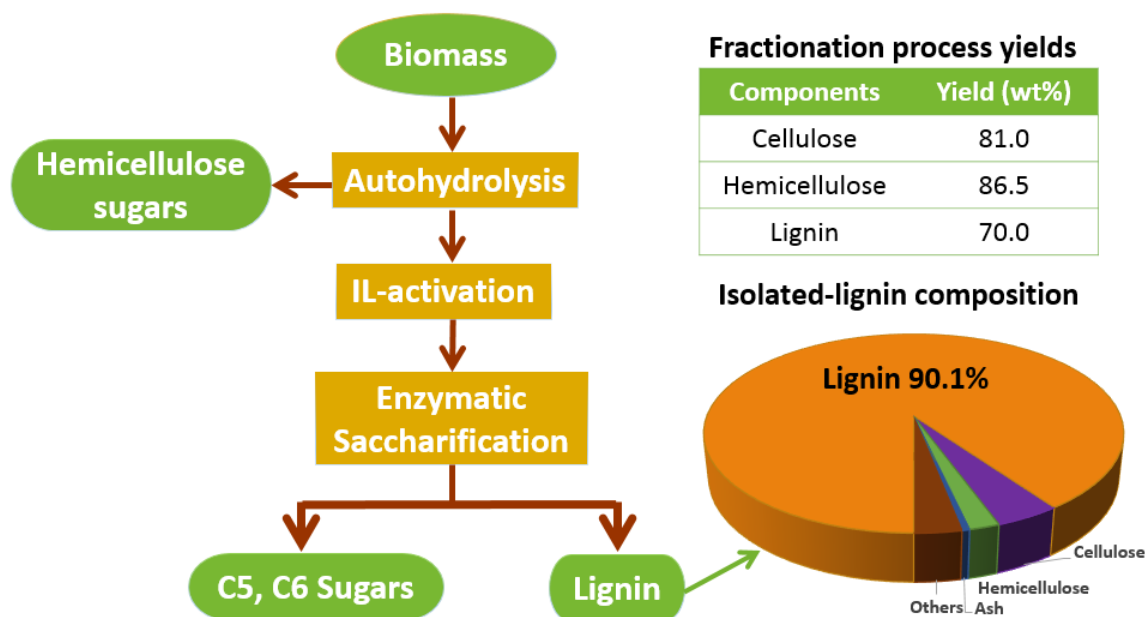 Biomass
Hemicellulose
sugars
Autohydrolysis
IL-activation
Enzymatic
Saccharification
C5, C6 Sugars
Lignin
Fractionation process yields
Components Yield (wt%)
Cellulose 81.0
Hemicellulose 86.5
Lignin 70.0
Isolated-lignin composition
Lignin 90.1%
Cellulose
Hemicellulose
Ash
Others